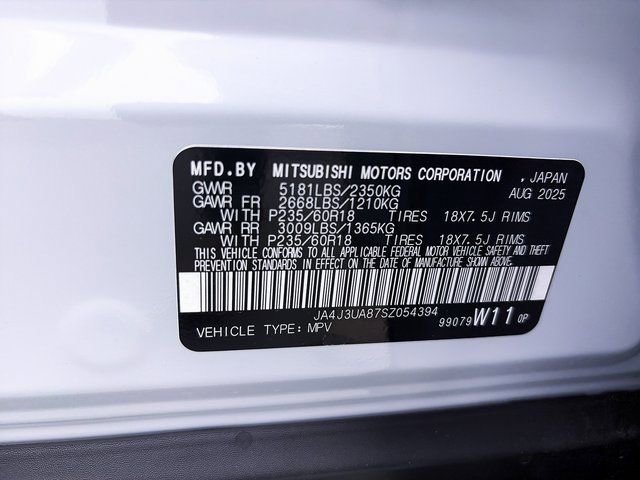 MFD.BY MITSUBISHI MOTORS CORPORATION , JAPAN
GVWR 5181LBS/2350KG AUG 2025
GAWR FR 2668LBS/1210KG
WITH P235/60R18 TIRES 18X7.5J RIMS
GAWR RR 3009LBS/1365KG
WITH P235/60R18 TIRES 18X7.5J RIMS
THIS VEHICLE CONFORMS TO ALL APPLICABLE FEDERAL MOTOR VEHICLE SAFETY AND THEFT
PREVENTION STANDARDS IN EFFECT ON THE DATE OF MANUFACTURE SHOWN ABOVE.
JA4J3UA87SZ054394
VEHICLE TYPE: MPV 99079 W11 0P